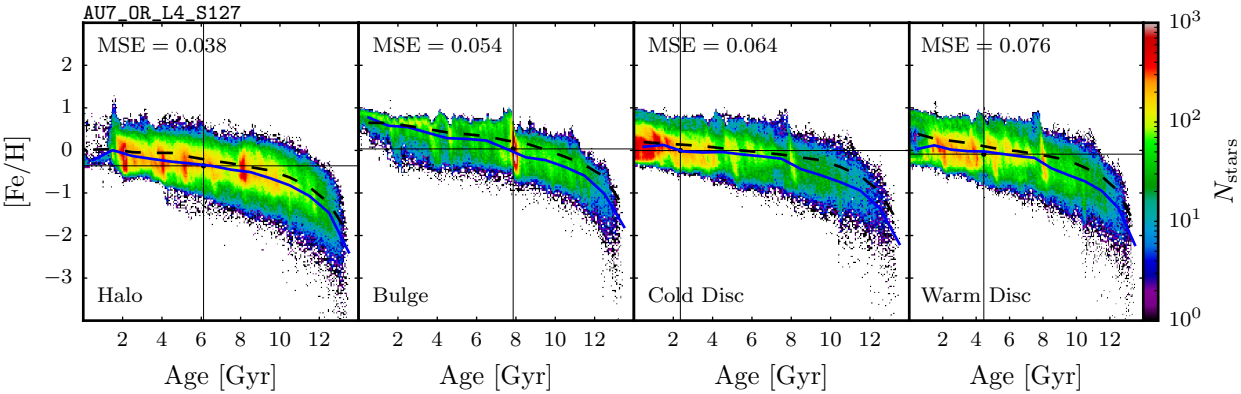 AU7_OR_L4_S127
MSE = 0.038
MSE = 0.054
MSE = 0.064
MSE = 0.076
10³
10²
10¹
10⁰
N_stars
2
1
0
−1
−2
−3
[Fe/H]
Halo
Bulge
Cold Disc
Warm Disc
2 4 6 8 10 12
2 4 6 8 10 12
2 4 6 8 10 12
2 4 6 8 10 12
Age [Gyr]
Age [Gyr]
Age [Gyr]
Age [Gyr]